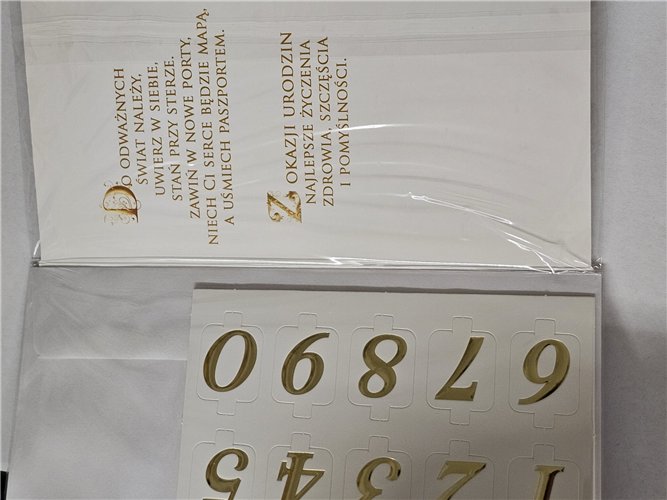 DO ODWAŻNYCH
ŚWIAT NALEŻY,
UWIERZ W SIEBIE,
STAŃ PRZY STERZE.
ZAWIŃ W NOWE PORTY,
NIECH CI SERCE BĘDZIE MAPĄ,
A UŚMIECH PASZPORTEM.
Z OKAZJI URODZIN
NAJLEPSZE ŻYCZENIA
ZDROWIA, SZCZĘŚCIA
I POMYŚLNOŚCI.
1 2 3 4 5
6 7 8 9 0